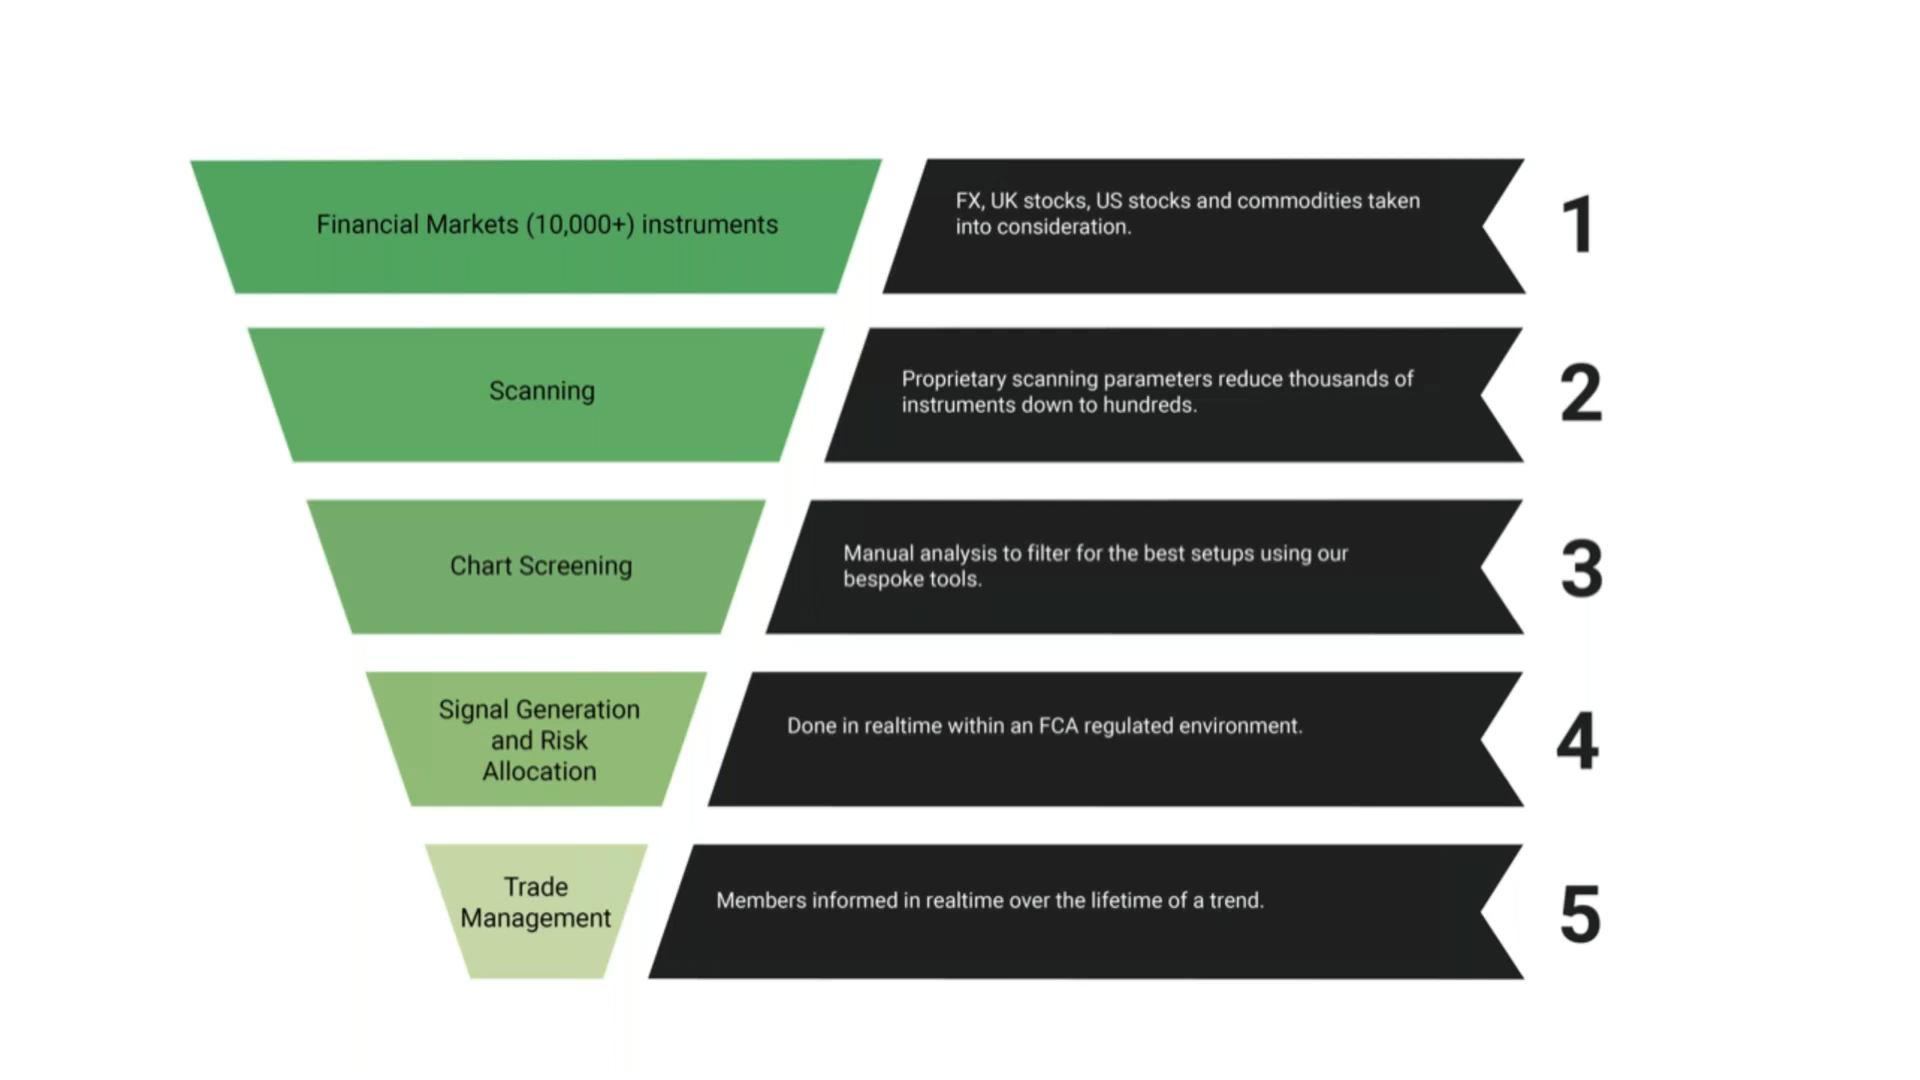 Financial Markets (10,000+) instruments
FX, UK stocks, US stocks and commodities taken
into consideration.
1
Scanning
Proprietary scanning parameters reduce thousands of
instruments down to hundreds.
2
Chart Screening
Manual analysis to filter for the best setups using our
bespoke tools.
3
Signal Generation
and Risk
Allocation
Done in realtime within an FCA regulated environment.
4
Trade
Management
Members informed in realtime over the lifetime of a trend.
5